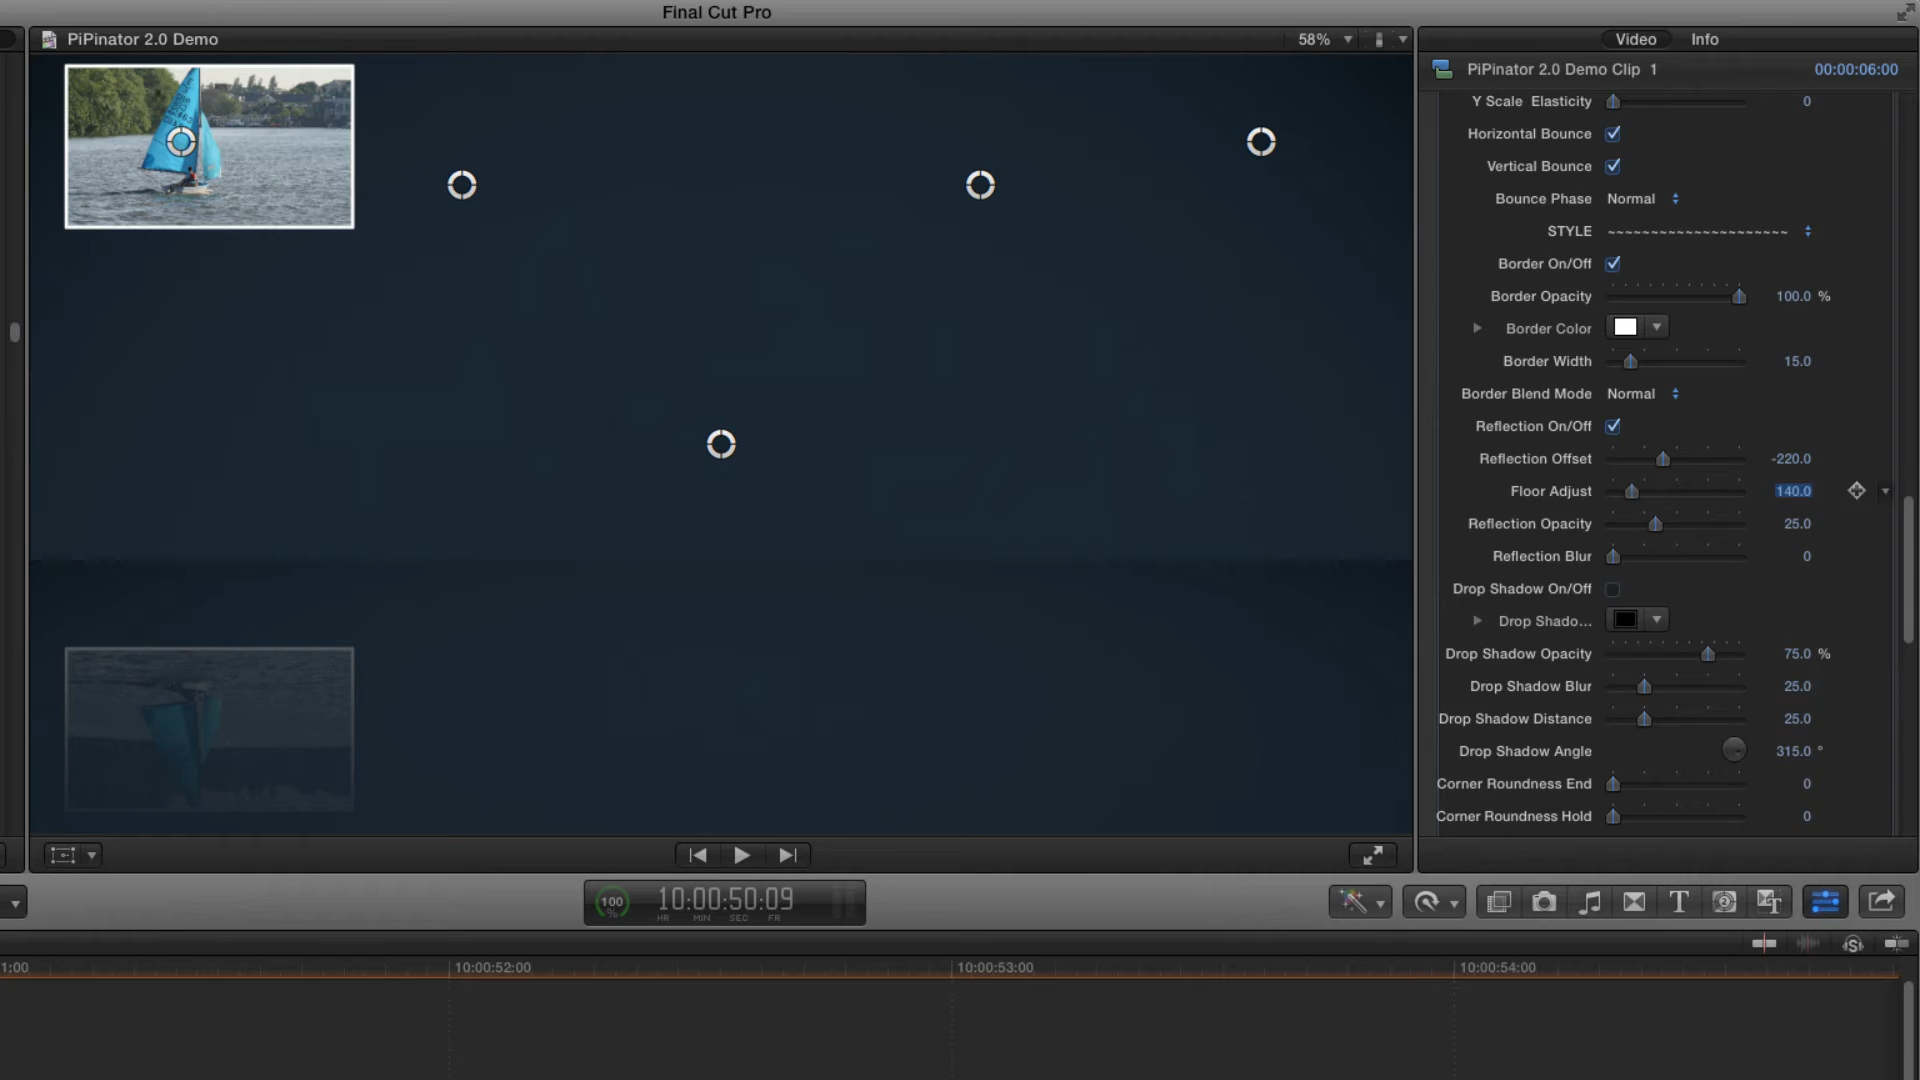 Final Cut Pro
PiPinator 2.0 Demo
58%
Video Info
PiPinator 2.0 Demo Clip 1 00:00:06:00
Y Scale Elasticity 0
Horizontal Bounce
Vertical Bounce
Bounce Phase Normal
STYLE ~~~~~~~~~~~~~~~~~~~~~
Border On/Off
Border Opacity 100.0 %
Border Color
Border Width 15.0
Border Blend Mode Normal
Reflection On/Off
Reflection Offset -220.0
Floor Adjust 140.0
Reflection Opacity 25.0
Reflection Blur 0
Drop Shadow On/Off
Drop Shado...
Drop Shadow Opacity 75.0 %
Drop Shadow Blur 25.0
Drop Shadow Distance 25.0
Drop Shadow Angle 315.0 °
Corner Roundness End 0
Corner Roundness Hold 0
100 % 10:00:50:09
HR MIN SEC FR
1:00 10:00:52:00 10:00:53:00 10:00:54:00